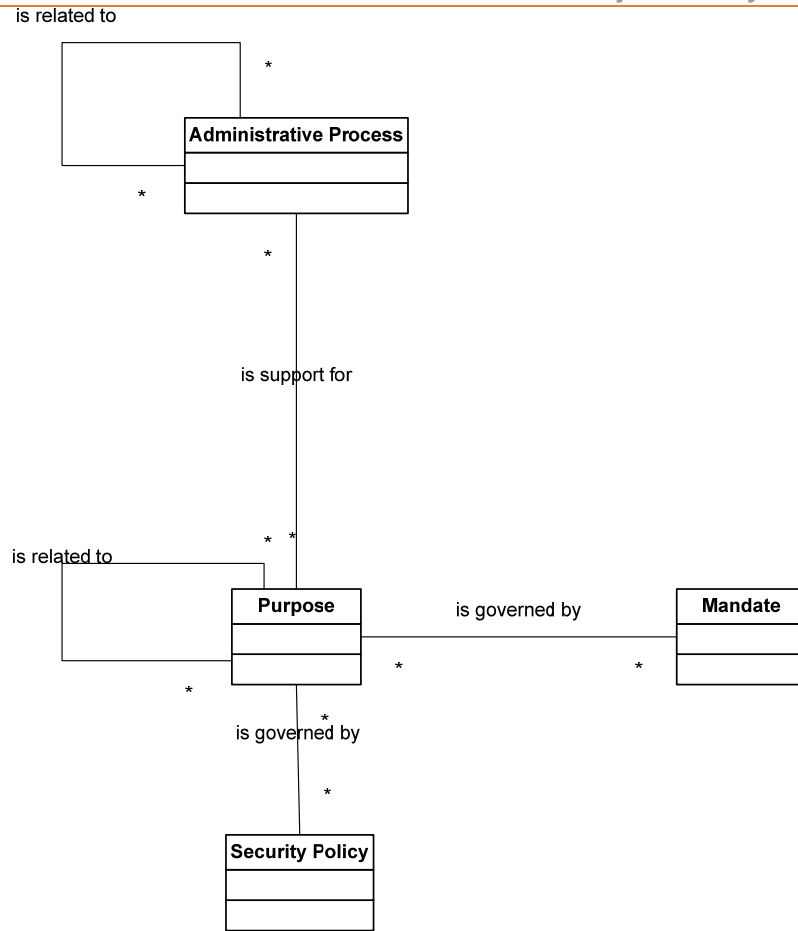 is related to
*
Administrative Process
*
*
is support for
* *
is related to
Purpose
is governed by
Mandate
* *
*
*
is governed by
*
Security Policy